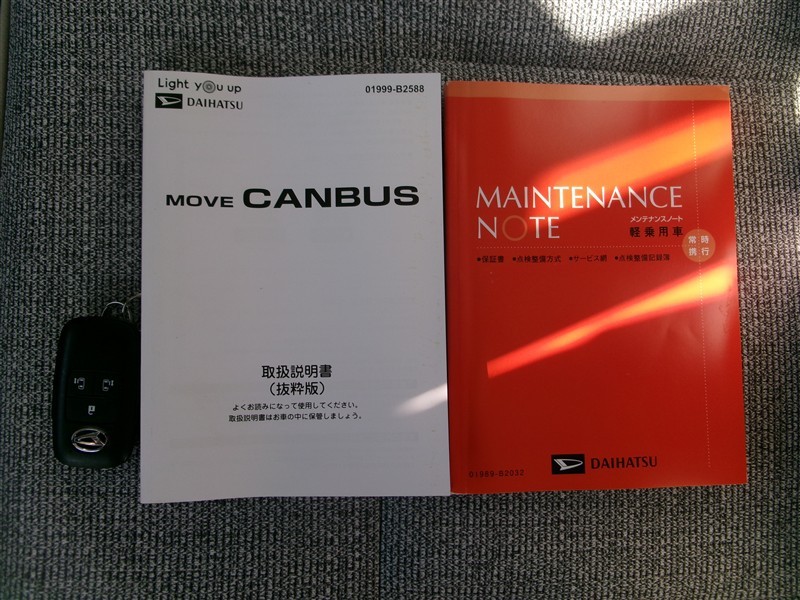 Light you up
DAIHATSU
01999-B2588
MOVE CANBUS
取扱説明書
(抜粋版)
よくお読みになって使用してください。
取扱説明書はお車の中に保管しましょう。
MAINTENANCE
NOTE
メンテナンスノート
軽乗用車
常時
携行
●保証書 ●点検整備方式 ●サービス網 ●点検整備記録簿
DAIHATSU
01989-B2032